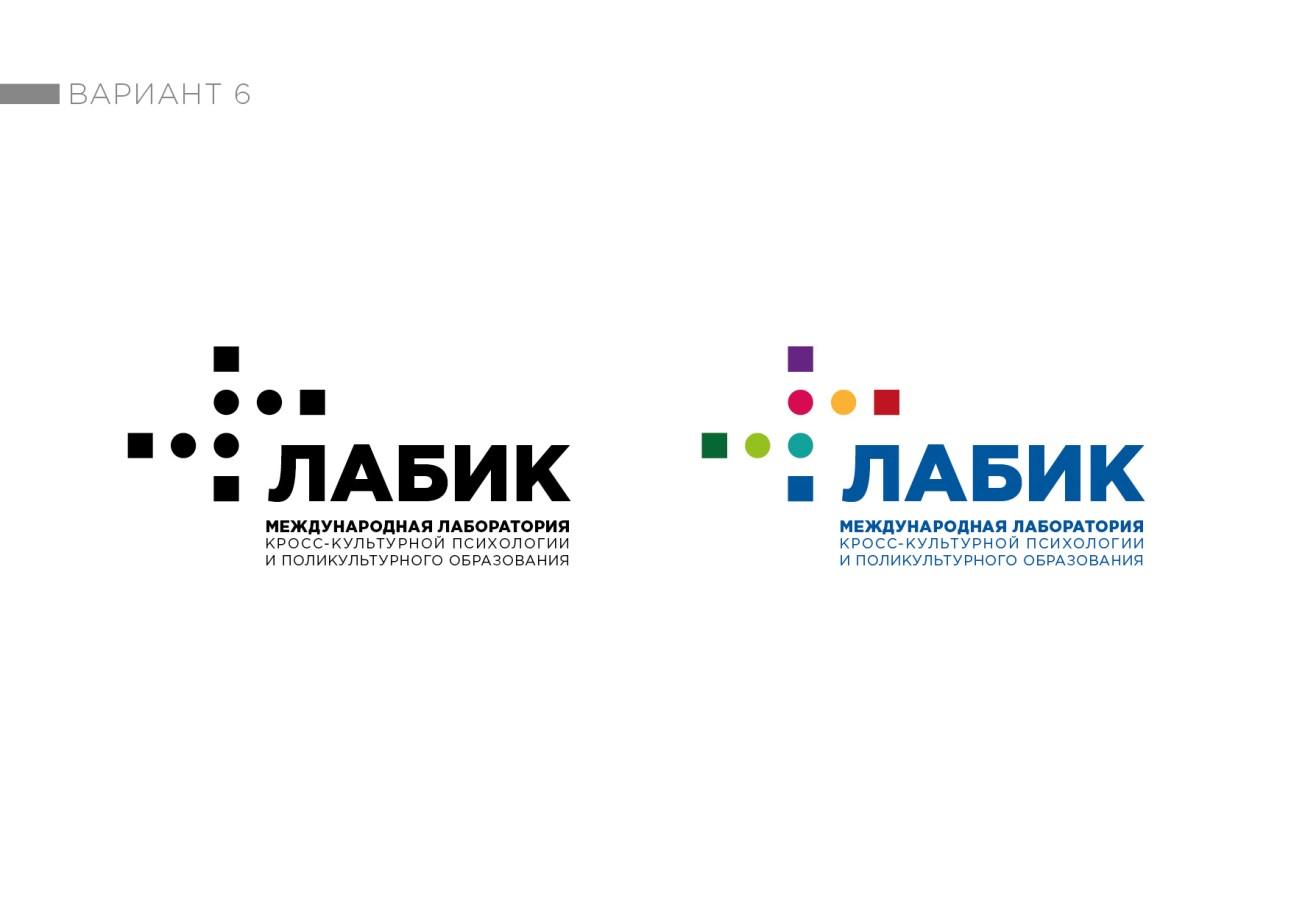 ВАРИАНТ 6
ЛАБИК
МЕЖДУНАРОДНАЯ ЛАБОРАТОРИЯ
КРОСС-КУЛЬТУРНОЙ ПСИХОЛОГИИ
И ПОЛИКУЛЬТУРНОГО ОБРАЗОВАНИЯ
ЛАБИК
МЕЖДУНАРОДНАЯ ЛАБОРАТОРИЯ
КРОСС-КУЛЬТУРНОЙ ПСИХОЛОГИИ
И ПОЛИКУЛЬТУРНОГО ОБРАЗОВАНИЯ